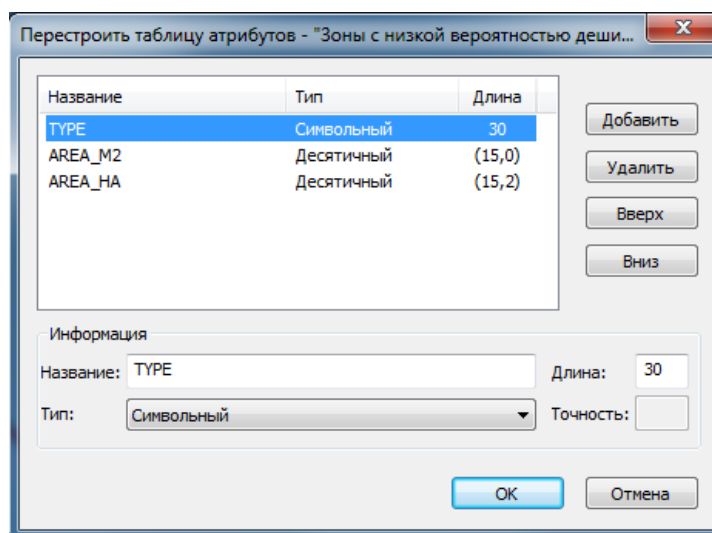 Перестроить таблицу атрибутов - "Зоны с низкой вероятностью деши...
Название Тип Длина
TYPE Символьный 30
AREA_M2 Десятичный (15,0)
AREA_HA Десятичный (15,2)
Добавить
Удалить
Вверх
Вниз
Информация
Название: TYPE Длина: 30
Тип: Символьный Точность:
OK Отмена